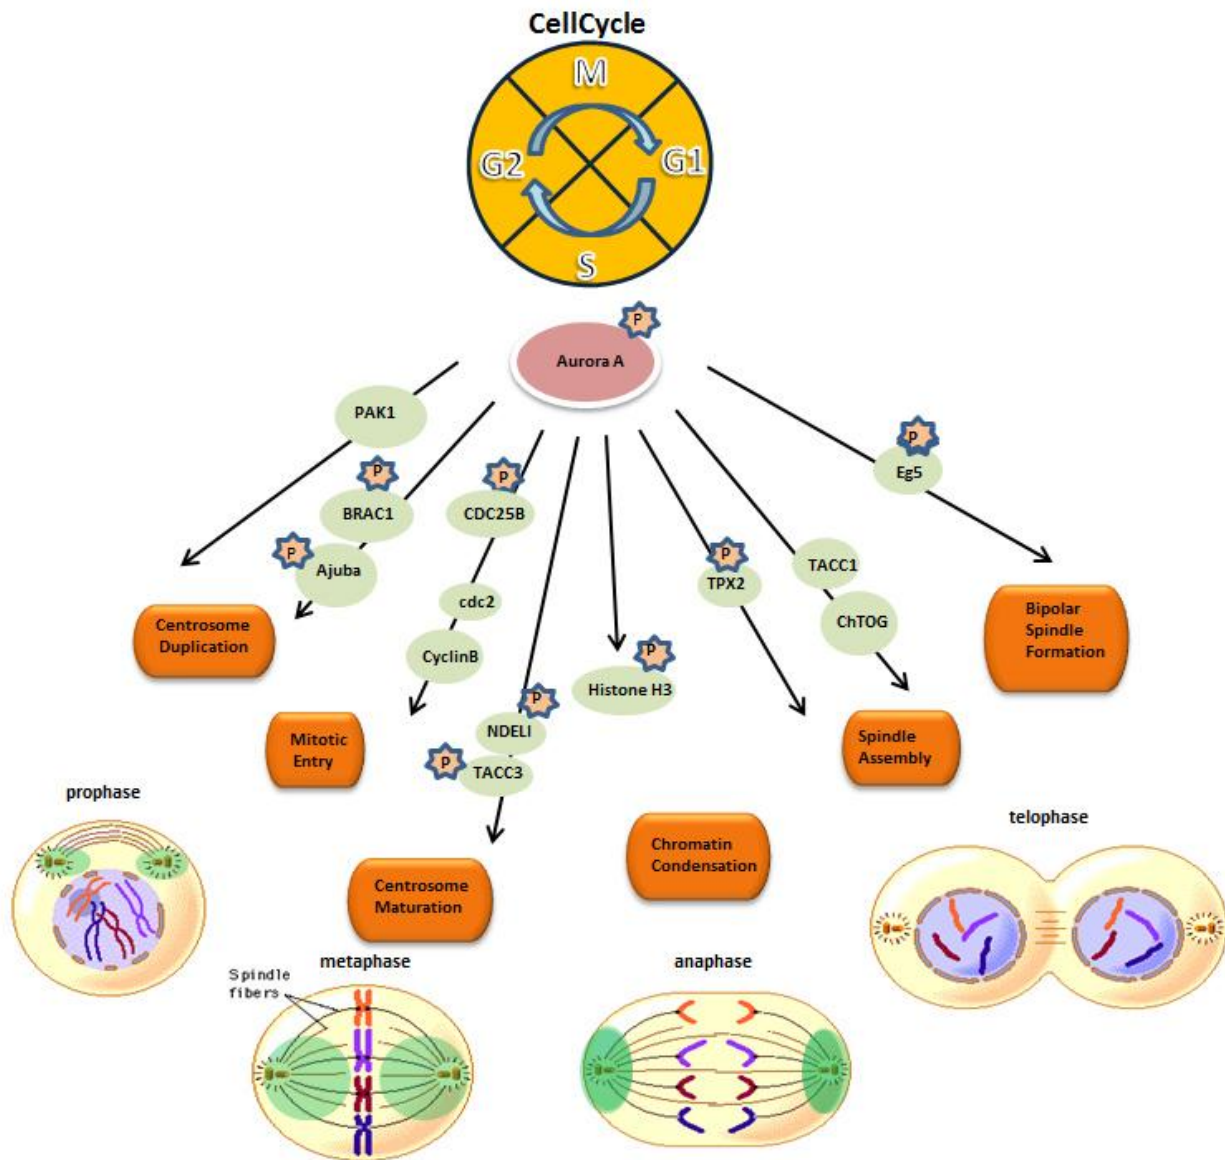 CellCycle
M
G2
G1
S
P
Aurora A
PAK1
P
Eg5
P
BRAC1
P
CDC25B
P
Ajuba
P
TPX2
TACC1
cdc2
ChTOG
Centrosome
Duplication
Bipolar
Spindle
Formation
CyclinB
P
Histone H3
P
NDELI
P
TACC3
Mitotic
Entry
Spindle
Assembly
prophase
telophase
Chromatin
Condensation
Centrosome
Maturation
metaphase
anaphase
Spindle
fibers